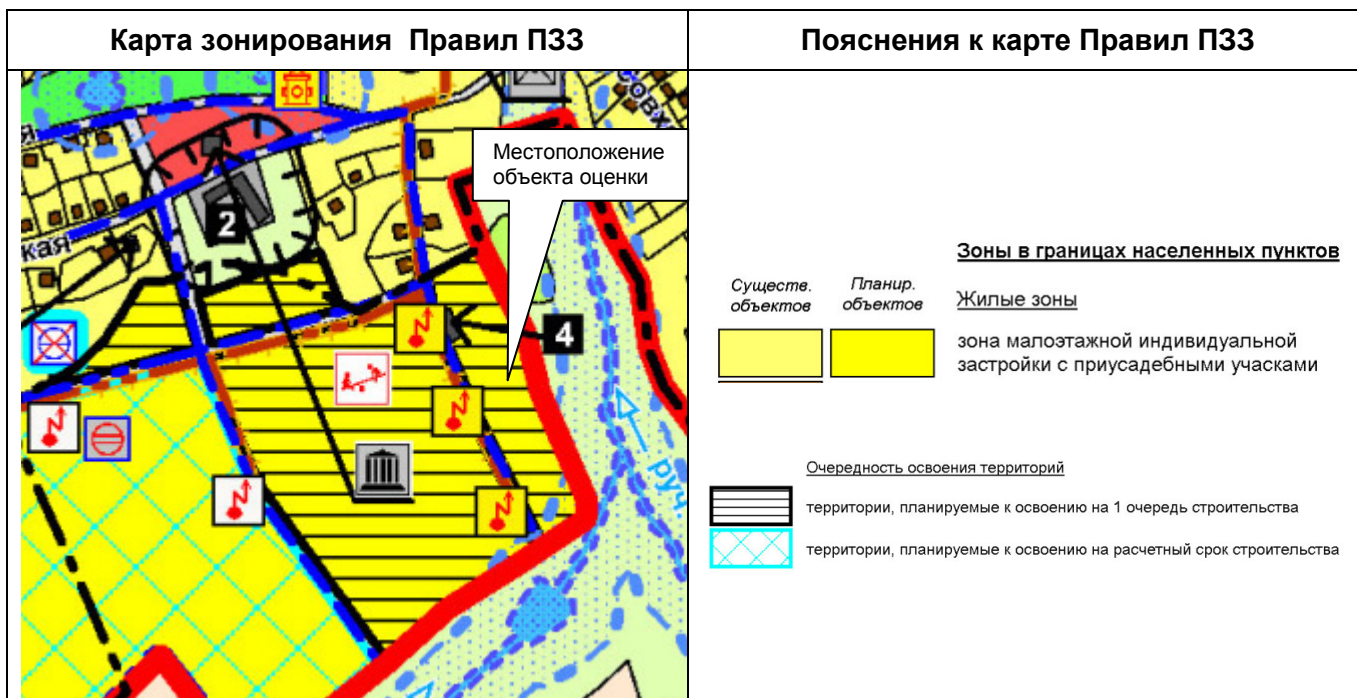 Карта зонирования Правил ПЗЗ
Пояснения к карте Правил ПЗЗ
Местоположение
объекта оценки
2
кая
4
руч
Зоны в границах населенных пунктов
Существ.
объектов
Планир.
объектов
Жилые зоны
зона малоэтажной индивидуальной
застройки с приусадебными учасками
Очередность освоения территорий
территории, планируемые к освоению на 1 очередь строительства
территории, планируемые к освоению на расчетный срок строительства